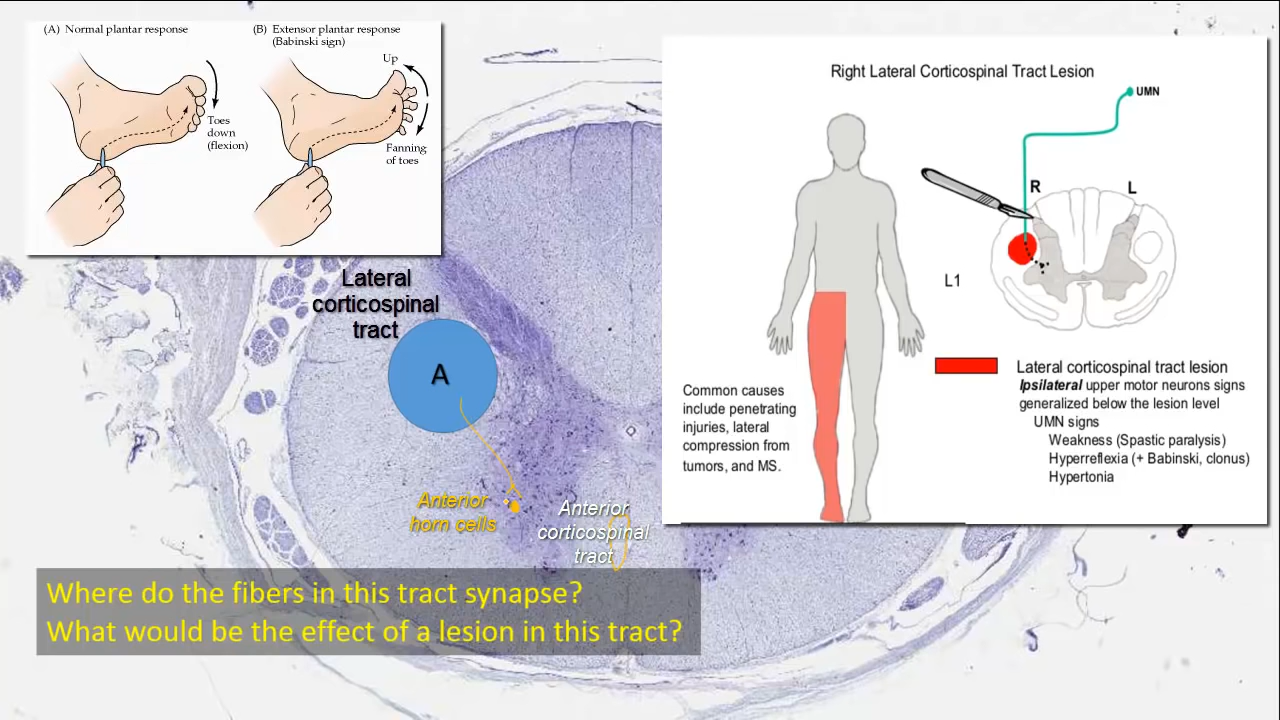 (A) Normal plantar response
Toes
down
(flexion)
(B) Extensor plantar response
(Babinski sign)
Up
Fanning
of toes
Right Lateral Corticospinal Tract Lesion
UMN
R
L
L1
Common causes
include penetrating
injuries, lateral
compression from
tumors, and MS.
Lateral corticospinal tract lesion
Ipsilateral upper motor neurons signs
generalized below the lesion level
UMN signs
Weakness (Spastic paralysis)
Hyperreflexia (+ Babinski, clonus)
Hypertonia
Lateral
corticospinal
tract
A
Anterior
horn cells
Anterior
corticospinal
tract
Where do the fibers in this tract synapse?
What would be the effect of a lesion in this tract?